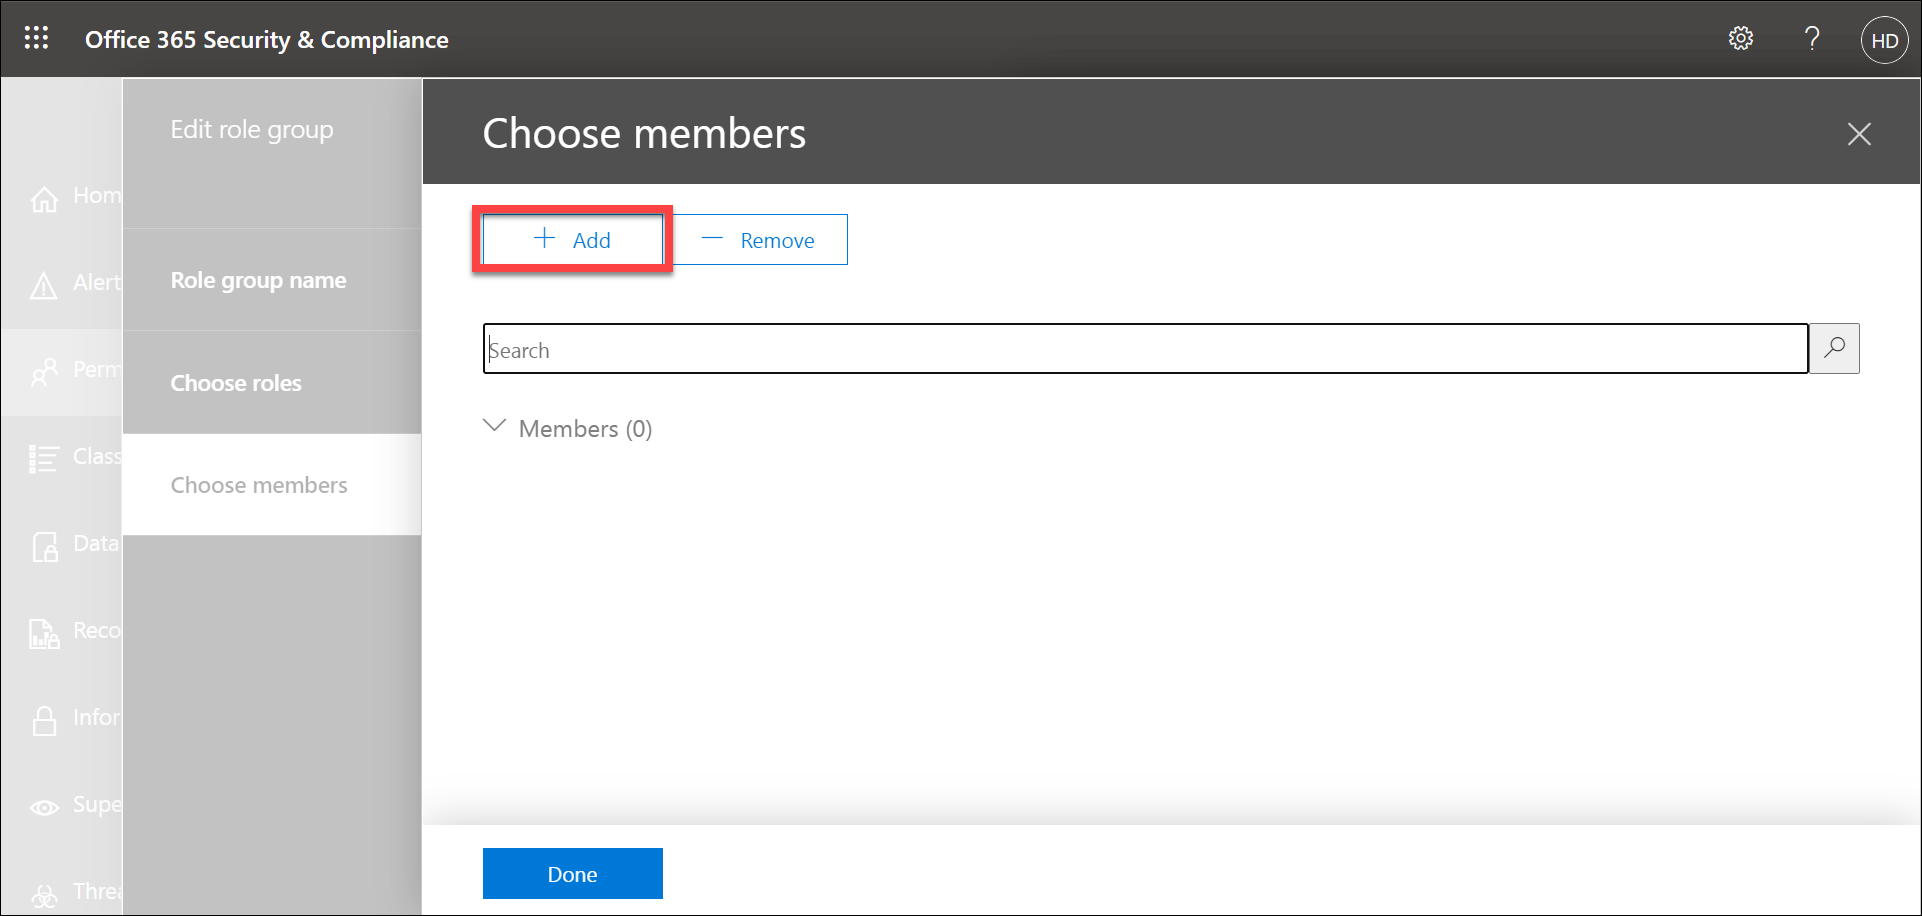 Office 365 Security & Compliance
HD
Edit role group
Choose members
Hom
Add
Remove
Role group name
Alert
Search
Perm
Choose roles
Members (0)
Class
Choose members
Data
Reco
Infor
Supe
Threa
Done